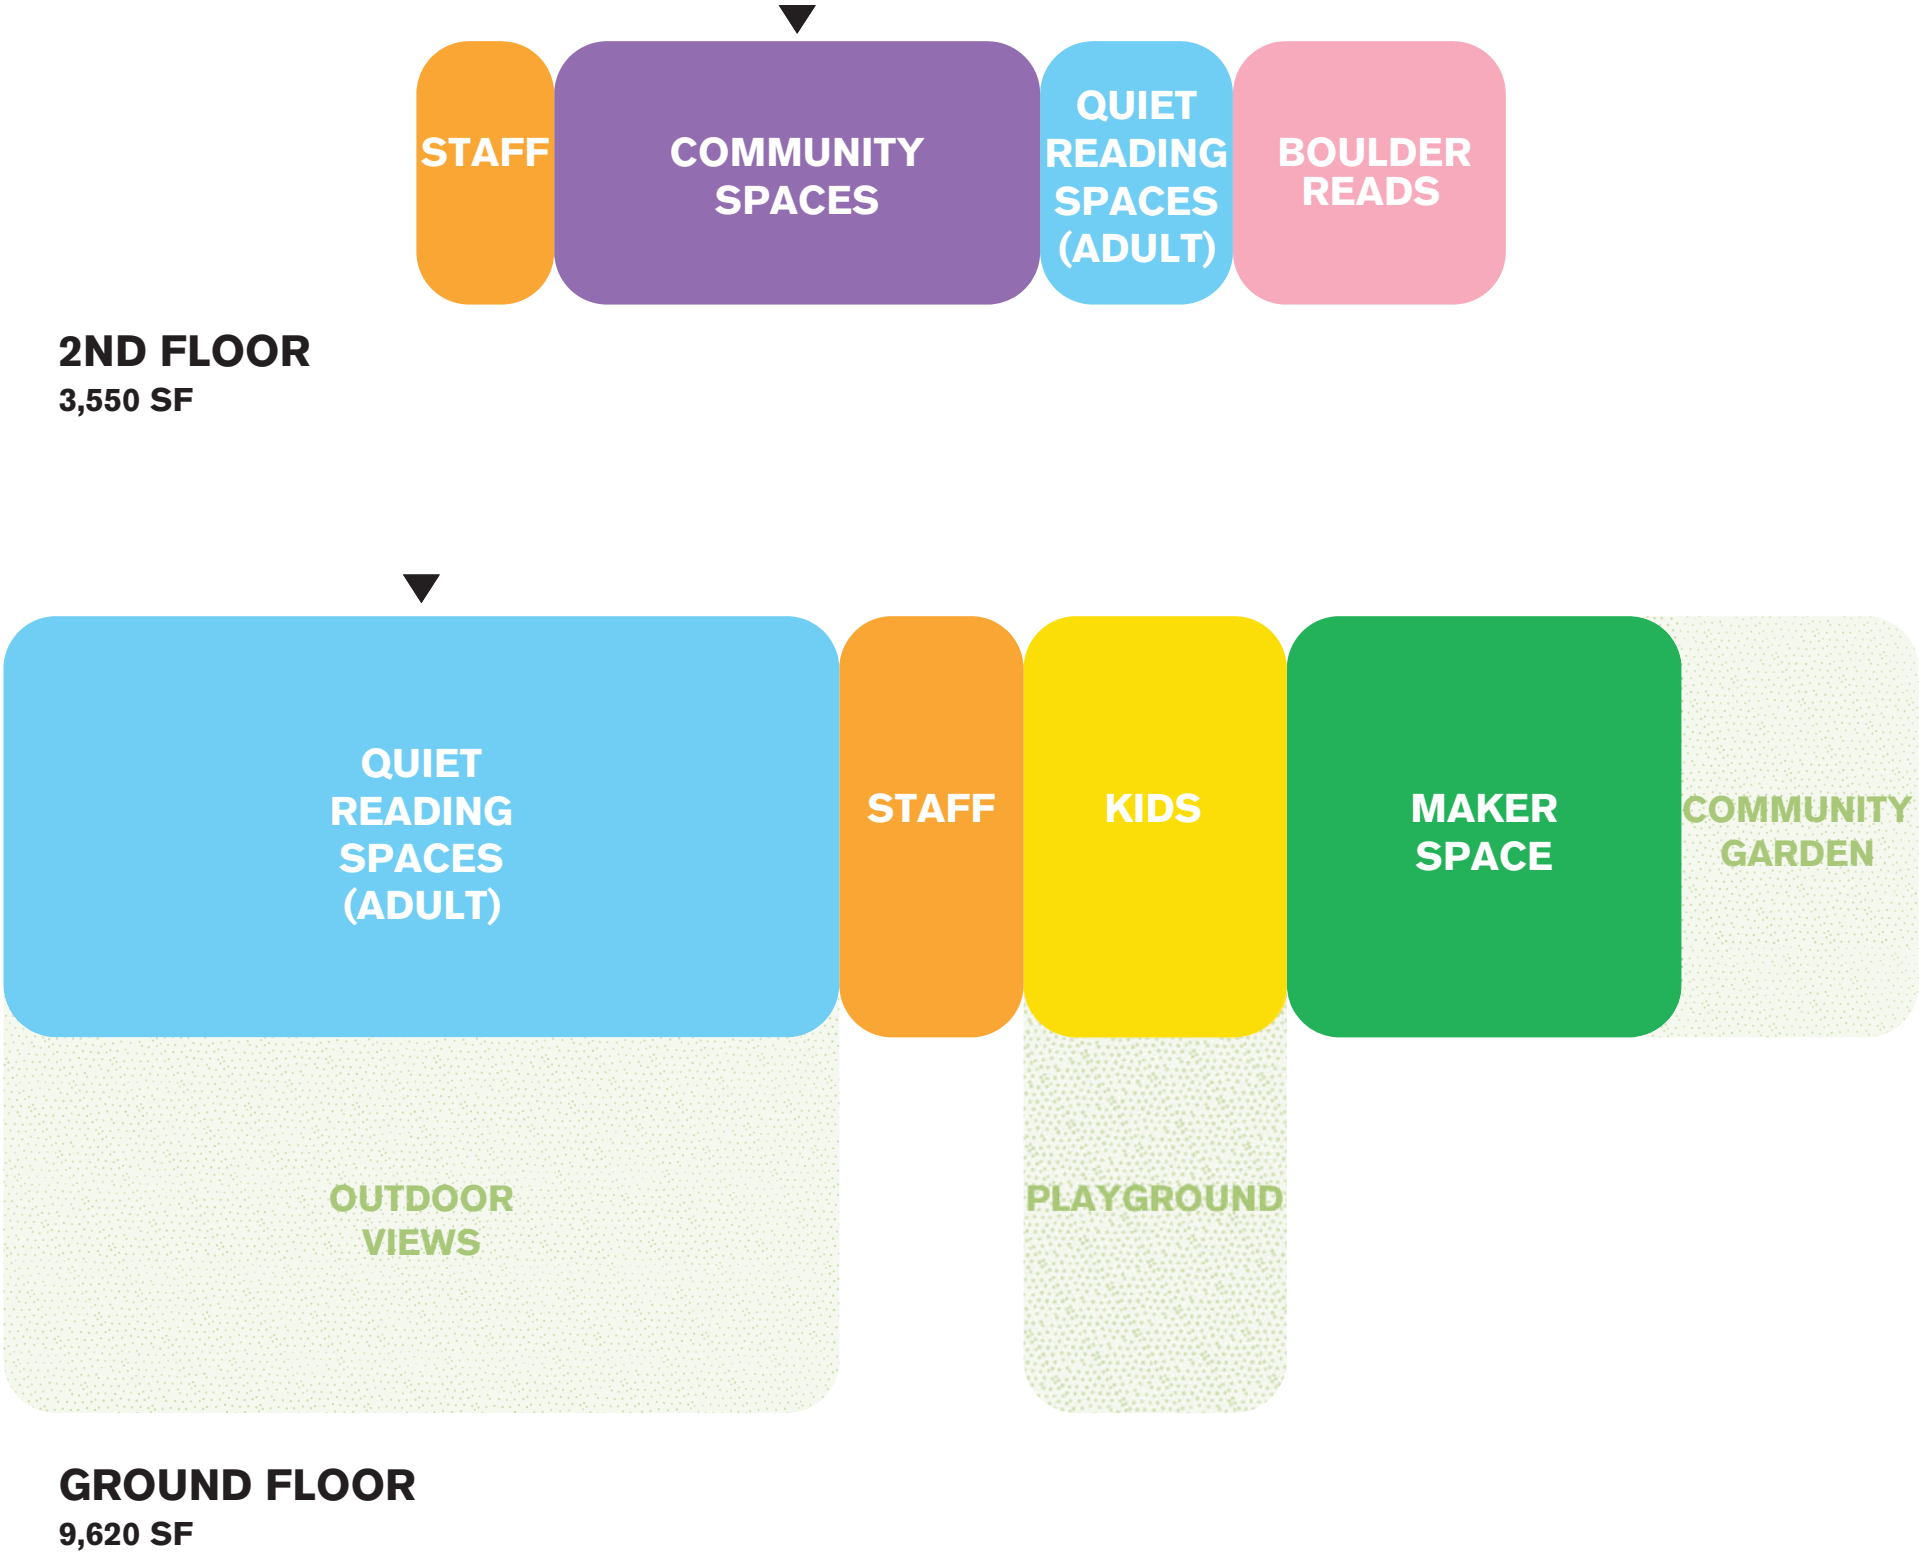 STAFF
COMMUNITY
SPACES
QUIET
READING
SPACES
(ADULT)
BOULDER
READS
2ND FLOOR
3,550 SF
QUIET
READING
SPACES
(ADULT)
STAFF
KIDS
MAKER
SPACE
COMMUNITY
GARDEN
OUTDOOR
VIEWS
PLAYGROUND
GROUND FLOOR
9,620 SF